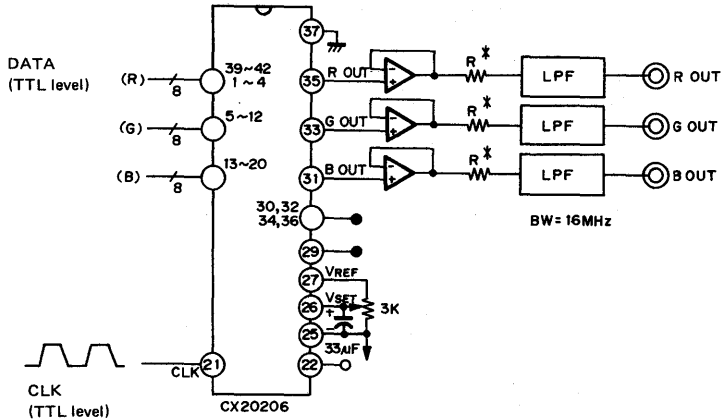 DATA
(TTL level)
(R)
8
39~42
1~4
(G)
8
5~12
(B)
8
13~20
37
35
R OUT
-
+
R*
LPF
R OUT
33
G OUT
-
+
R*
LPF
G OUT
31
B OUT
-
+
R*
LPF
B OUT
BW=16MHz
30,32
34,36
29
27
VREF
26
VSET
3K
+
-
25
33µF
21
CLK
22
CLK
(TTL level)
CX20206